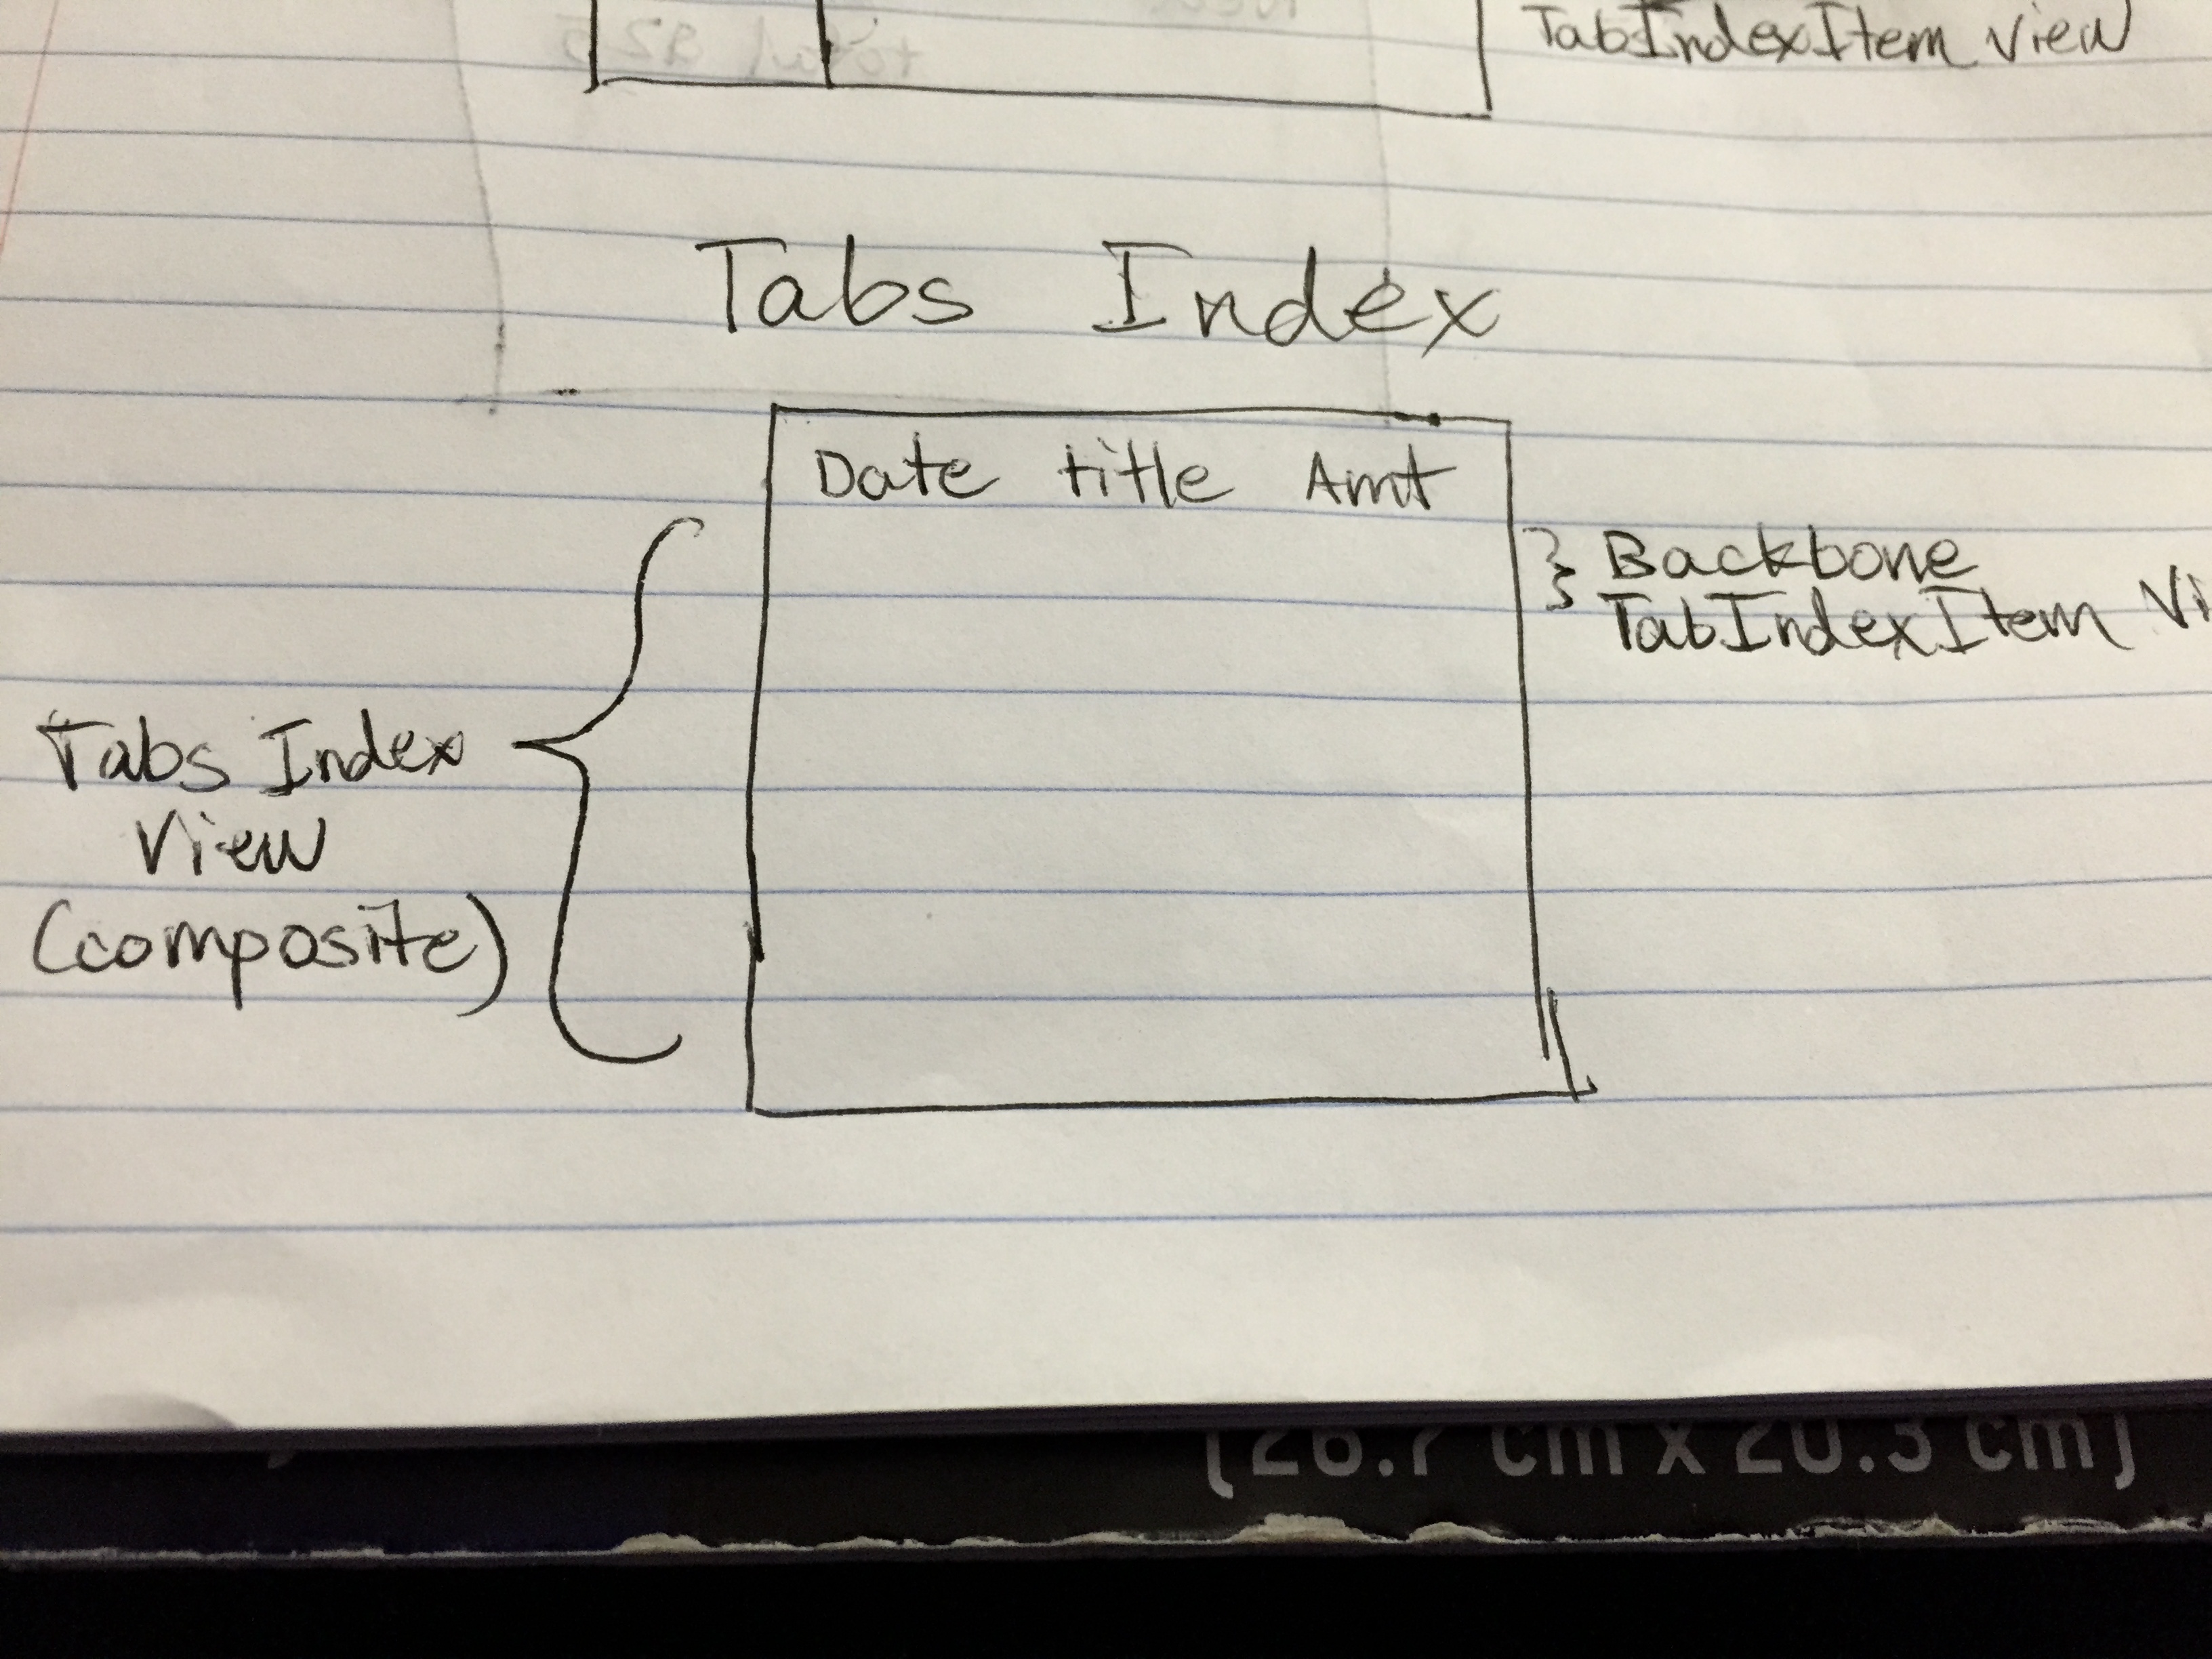 TabIndexItem view
Tabs Index
Date title Amt
Backbone
TabIndexItem Vi
Tabs Index
View
(composite)
(26.7 cm x 20.3 cm)